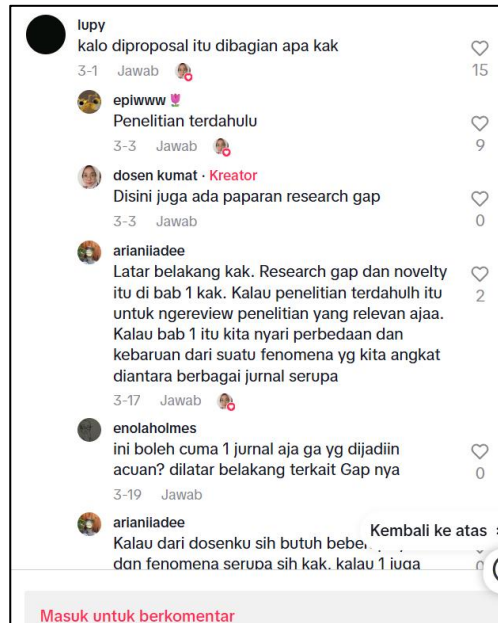 lupy
kalo diproposal itu dibagian apa kak
15
3-1 Jawab
epiwww
Penelitian terdahulu
3-3 Jawab
9
dosen kumat · Kreator
Disini juga ada paparan research gap
3-3 Jawab
0
arianiiadee
Latar belakang kak. Research gap dan novelty
itu di bab 1 kak. Kalau penelitian terdahulh itu
untuk ngereview penelitian yang relevan ajaa.
Kalau bab 1 itu kita nyari perbedaan dan
kebaruan dari suatu fenomena yg kita angkat
diantara berbagai jurnal serupa
2
3-17 Jawab
enolaholmes
ini boleh cuma 1 jurnal aja ga yg dijadiin
acuan? dilatar belakang terkait Gap nya
0
3-19 Jawab
arianiiadee
Kembali ke atas
Kalau dari dosenku sih butuh
dgn fenomena serupa sih kak, kalau 1 juga
Masuk untuk berkomentar